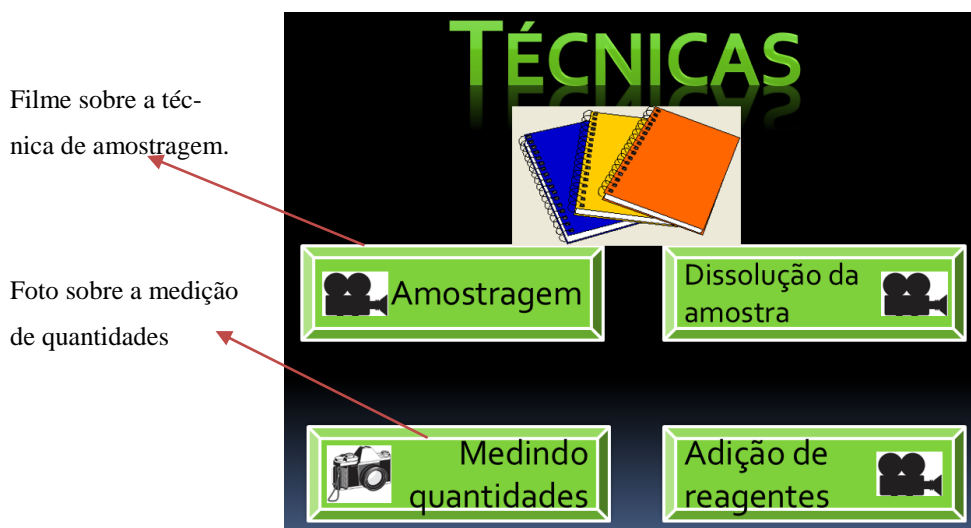 TÉCNICAS
Filme sobre a téc-
nica de amostragem.
Amostragem
Dissolução da
amostra
Foto sobre a medição
de quantidades
Medindo
quantidades
Adição de
reagentes